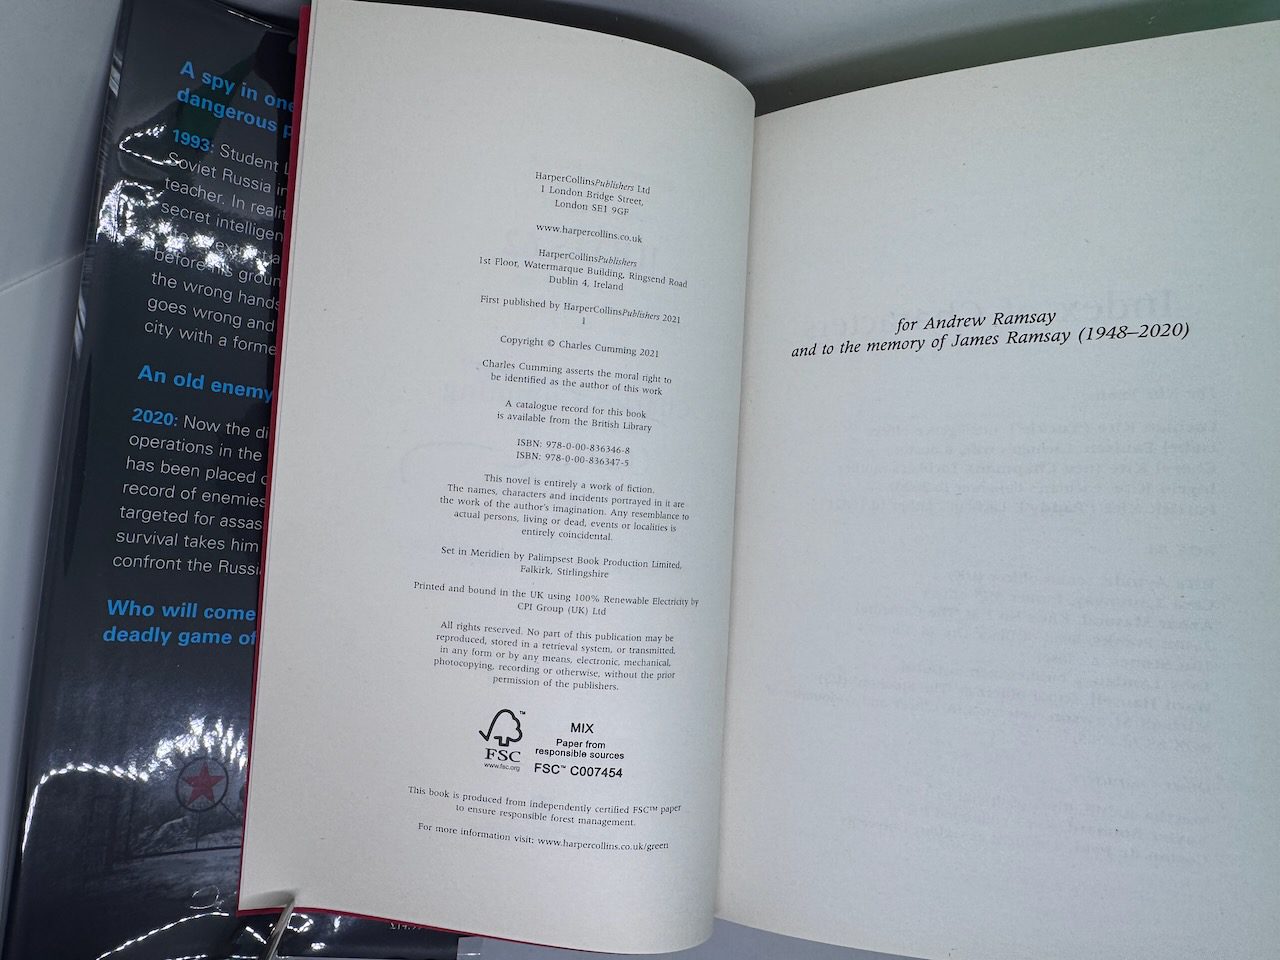 A spy in one
dangerous p
1993: Student L
Soviet Russia in
teacher. In realit
secret intelligen
before his groun
the wrong hands
goes wrong and
city with a forme
An old enemy
2020: Now the di
operations in the
has been placed o
record of enemies
targeted for assas
survival takes him
confront the Russi
Who will come
deadly game of
HarperCollinsPublishers Ltd
1 London Bridge Street,
London SE1 9GF
www.harpercollins.co.uk
HarperCollinsPublishers
1st Floor, Watermarque Building, Ringsend Road
Dublin 4, Ireland
First published by HarperCollinsPublishers 2021
1
Copyright © Charles Cumming 2021
Charles Cumming asserts the moral right to
be identified as the author of this work
A catalogue record for this book
is available from the British Library
ISBN: 978-0-00-836346-8
ISBN: 978-0-00-836347-5
This novel is entirely a work of fiction.
The names, characters and incidents portrayed in it are
the work of the author's imagination. Any resemblance to
actual persons, living or dead, events or localities is
entirely coincidental.
Set in Meridien by Palimpsest Book Production Limited,
Falkirk, Stirlingshire
Printed and bound in the UK using 100% Renewable Electricity by
CPI Group (UK) Ltd
All rights reserved. No part of this publication may be
reproduced, stored in a retrieval system, or transmitted,
in any form or by any means, electronic, mechanical,
photocopying, recording or otherwise, without the prior
permission of the publishers.
FSC
www.fsc.org
MIX
Paper from
responsible sources
FSC™ C007454
This book is produced from independently certified FSC™ paper
to ensure responsible forest management.
For more information visit: www.harpercollins.co.uk/green
for Andrew Ramsay
and to the memory of James Ramsay (1948–2020)